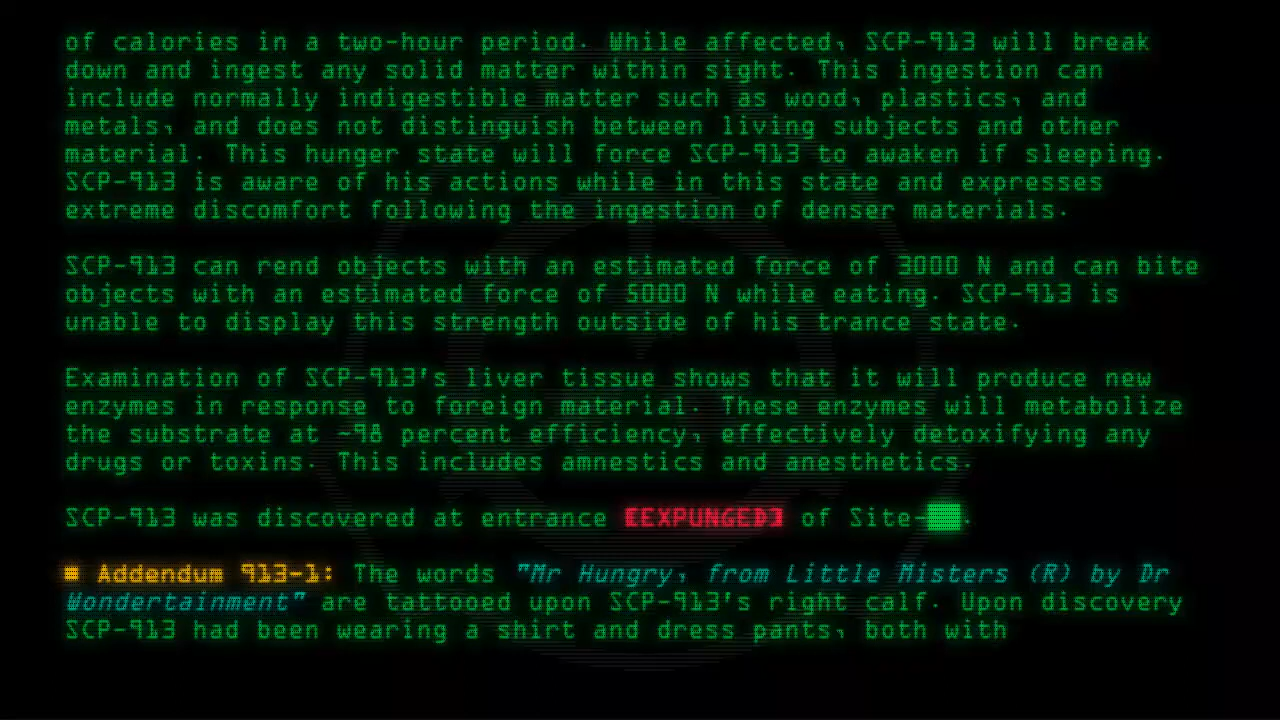 of calories in a two-hour period. While affected, SCP-913 will break
down and ingest any solid matter within sight. This ingestion can
include normally indigestible matter such as wood, plastics, and
metals, and does not distinguish between living subjects and other
material. This hunger state will force SCP-913 to awaken if sleeping.
SCP-913 is aware of his actions while in this state and expresses
extreme discomfort following the ingestion of denser materials.
SCP-913 can rend objects with an estimated force of 3000 N and can bite
objects with an estimated force of 5000 N while eating. SCP-913 is
unable to display this strength outside of his trance state.
Examination of SCP-913's liver tissue shows that it will produce new
enzymes in response to foreign material. These enzymes will metabolize
the substrate at ~98 percent efficiency, effectively detoxifying any
drugs or toxins. This includes amnestics and anesthetics.
SCP-913 was discovered at entrance [EXPUNGED] of Site-██.
■ Addendum 913-1: The words "Mr Hungry, from Little Misters (R) by Dr
Wondertainment" are tattooed upon SCP-913's right calf. Upon discovery
SCP-913 had been wearing a shirt and dress pants, both with